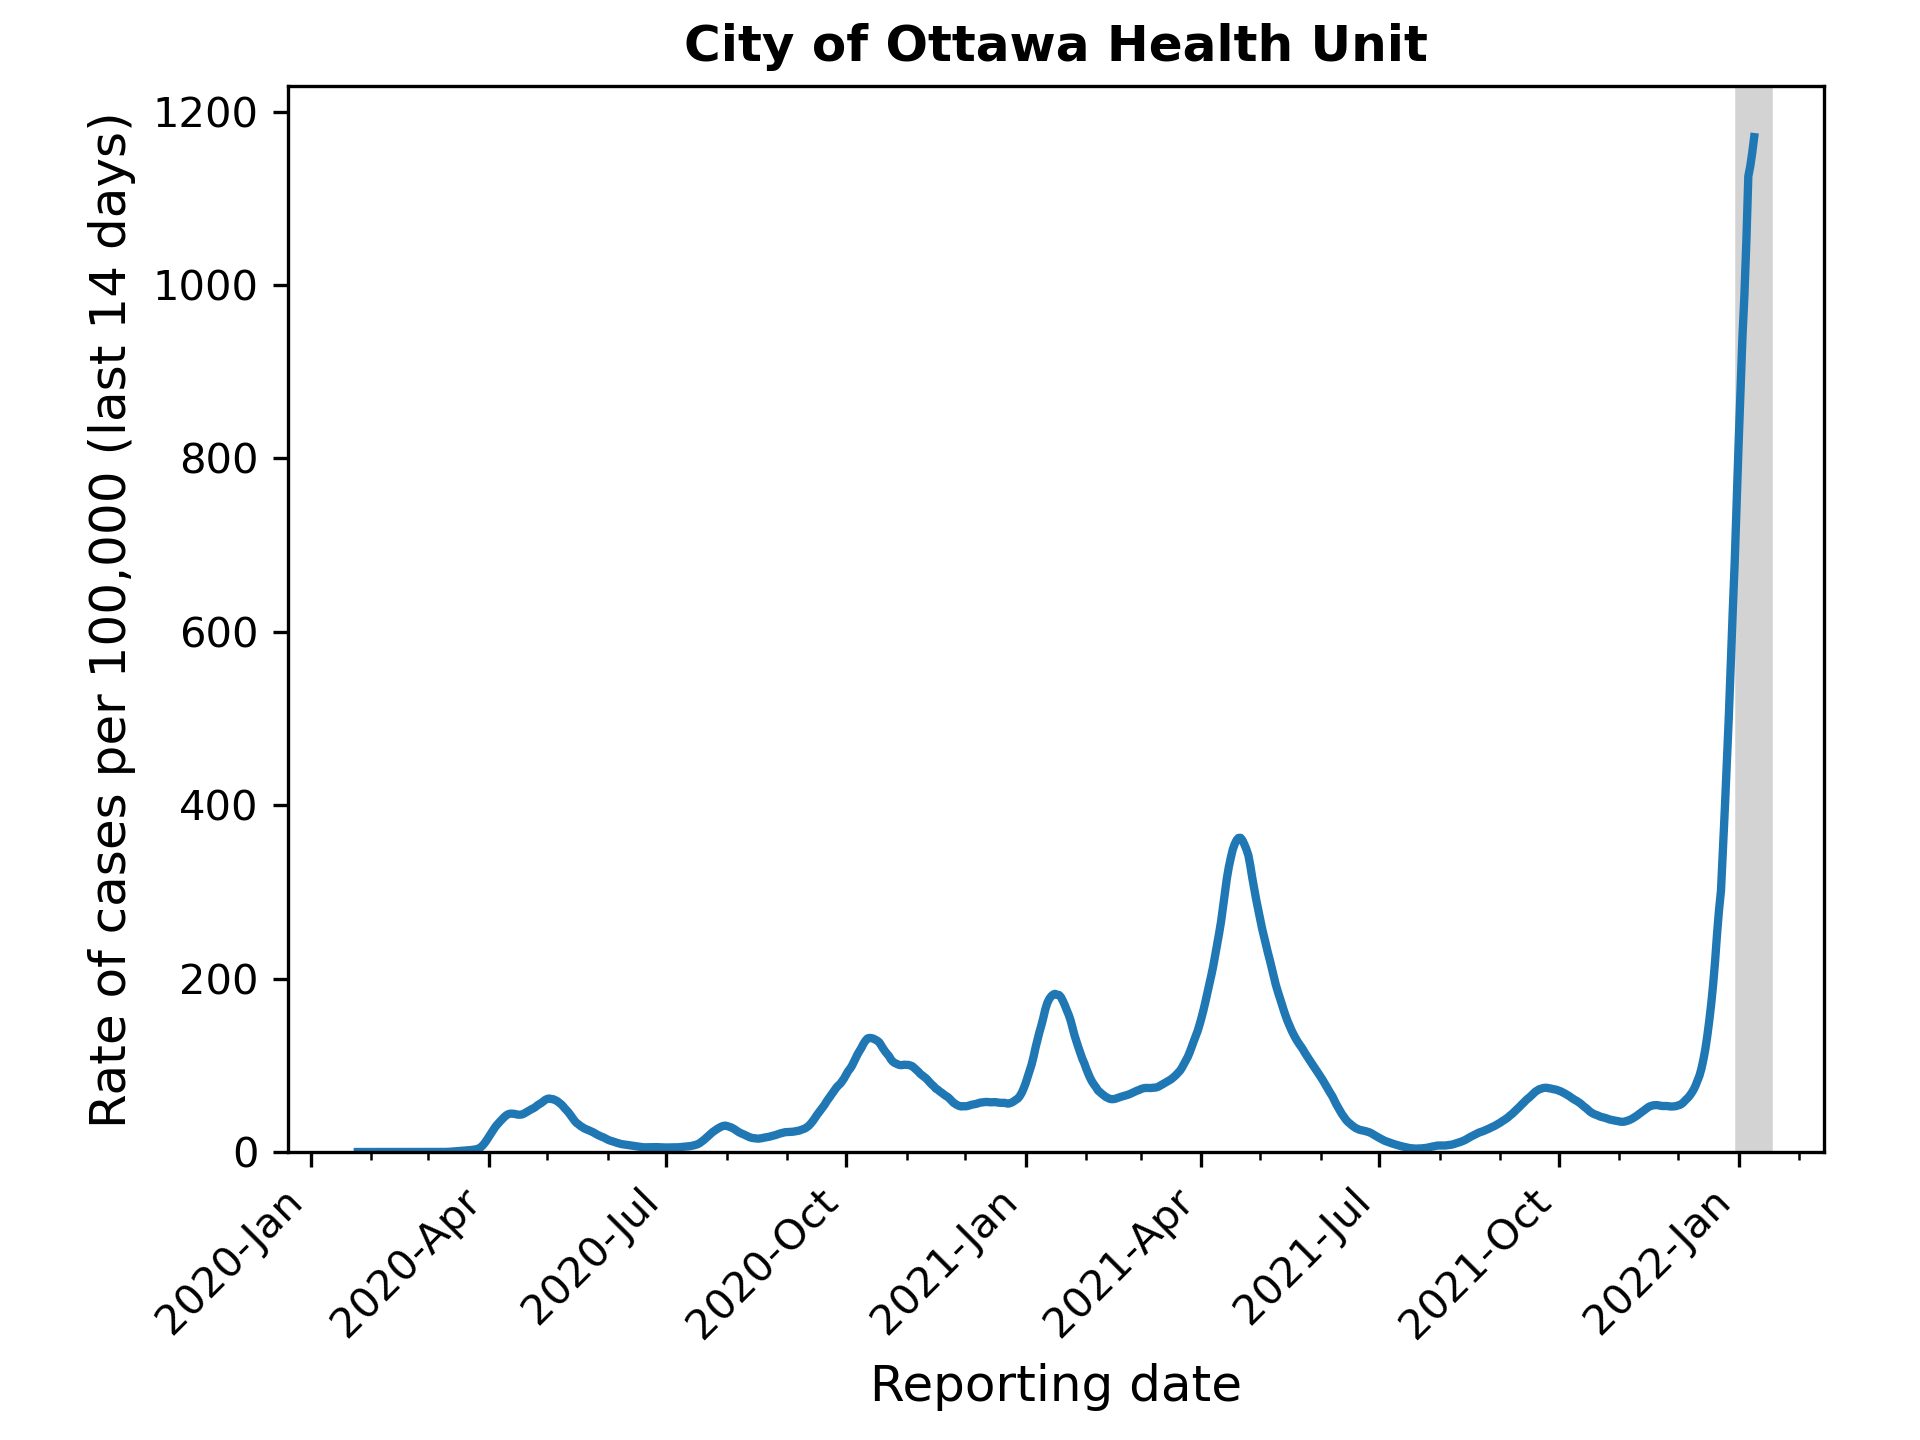 City of Ottawa Health Unit
Rate of cases per 100,000 (last 14 days)
1200
1000
800
600
400
200
0
2020-Jan
2020-Apr
2020-Jul
2020-Oct
2021-Jan
2021-Apr
2021-Jul
2021-Oct
2022-Jan
Reporting date